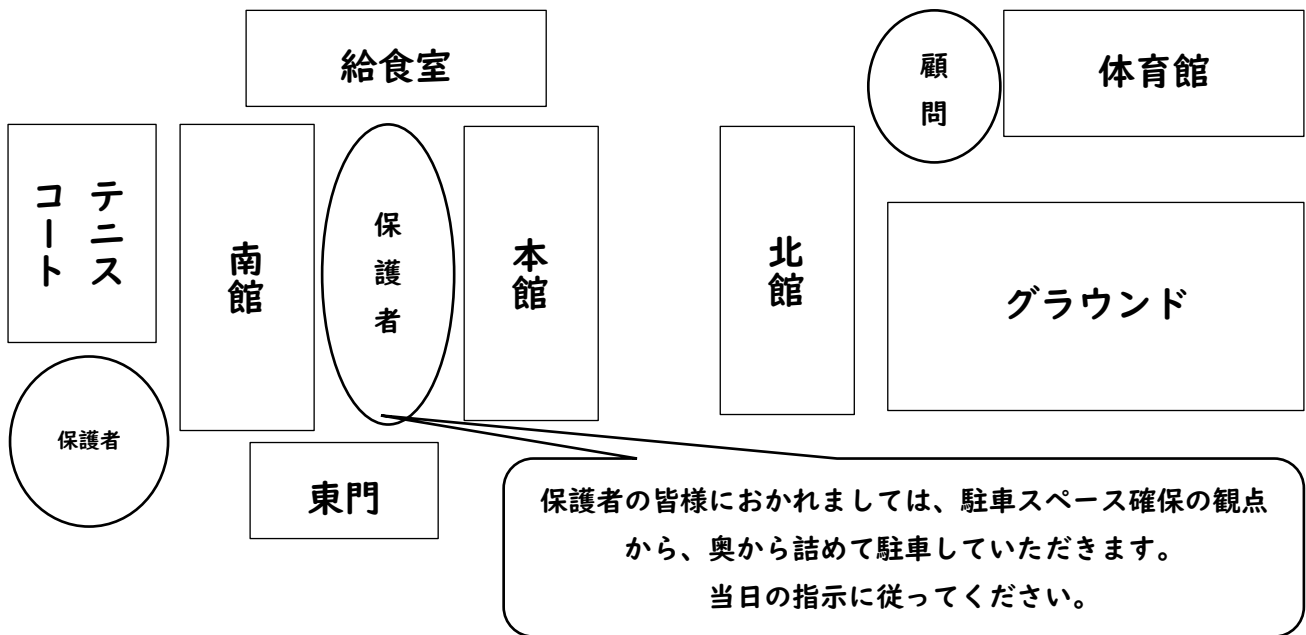 給食室
顧問
体育館
テニス
コート
南館
保護者
本館
北館
グラウンド
保護者
東門
保護者の皆様におかれましては、駐車スペース確保の観点
から、奥から詰めて駐車していただきます。
当日の指示に従ってください。